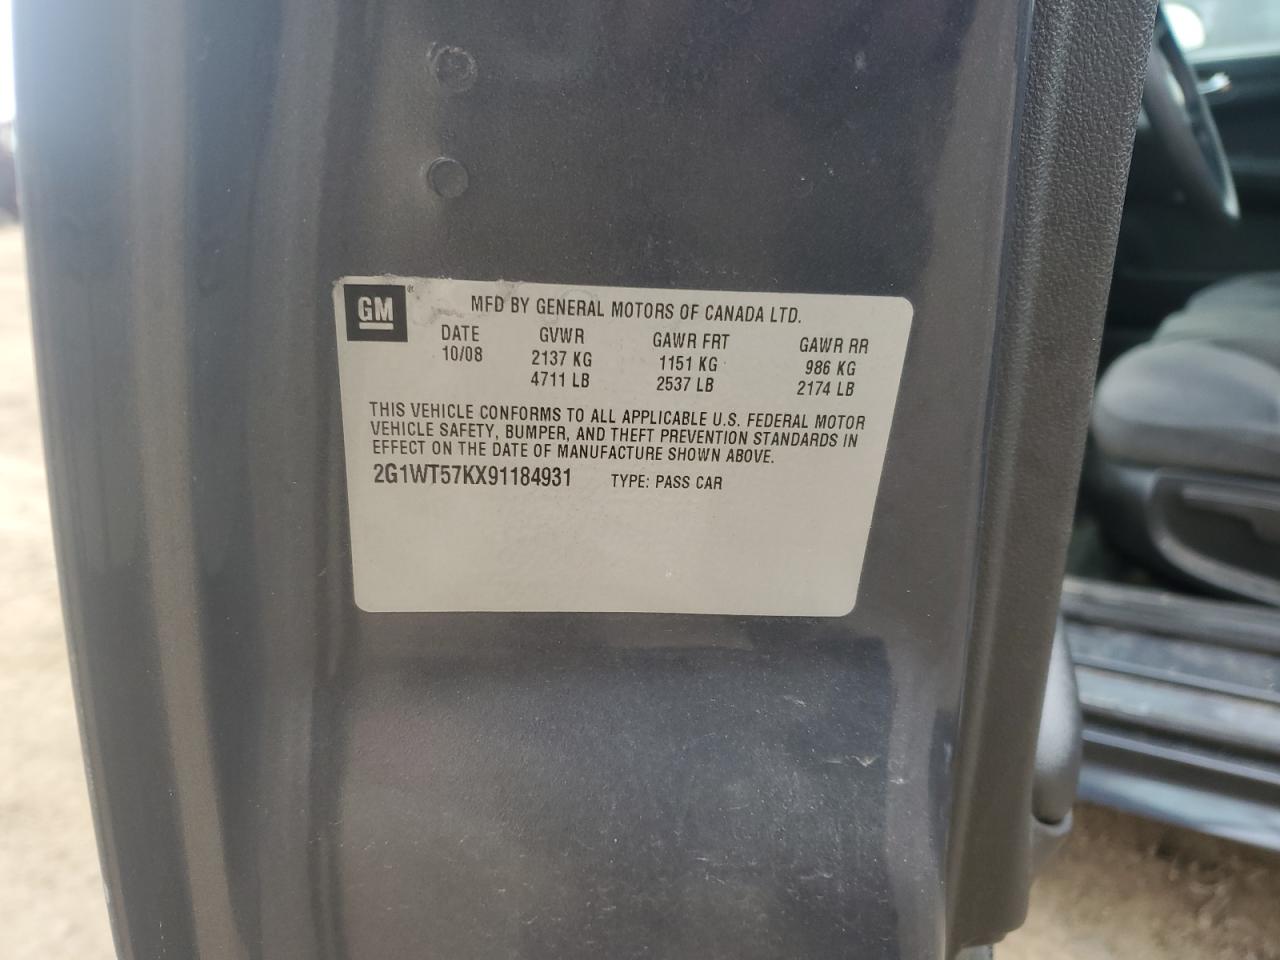 GM® MFD BY GENERAL MOTORS OF CANADA LTD.
DATE GVWR GAWR FRT GAWR RR
10/08 2137 KG 1151 KG 986 KG
4711 LB 2537 LB 2174 LB
THIS VEHICLE CONFORMS TO ALL APPLICABLE U.S. FEDERAL MOTOR
VEHICLE SAFETY, BUMPER, AND THEFT PREVENTION STANDARDS IN
EFFECT ON THE DATE OF MANUFACTURE SHOWN ABOVE.
2G1WT57KX91184931 TYPE: PASS CAR